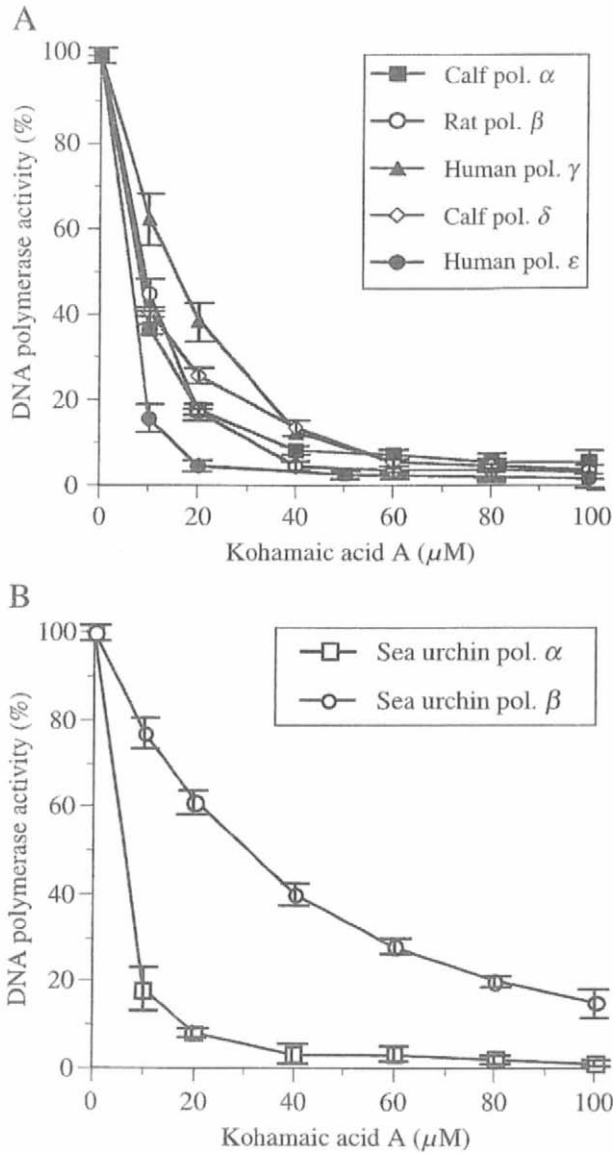 A
100
80
60
40
20
0
DNA polymerase activity (%)
Calf pol. α
Rat pol. β
Human pol. γ
Calf pol. δ
Human pol. ε
0 20 40 60 80 100
Kohamaic acid A (μM)
B
100
80
60
40
20
0
DNA polymerase activity (%)
Sea urchin pol. α
Sea urchin pol. β
0 20 40 60 80 100
Kohamaic acid A (μM)